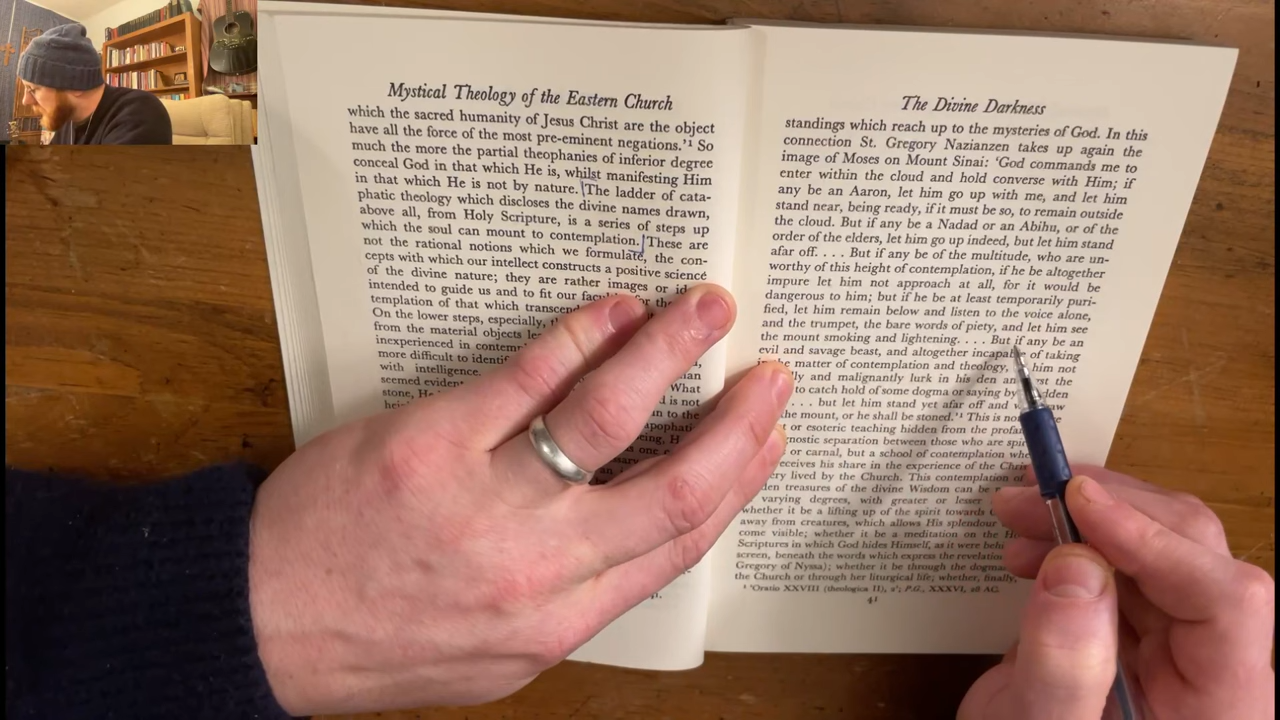 Mystical Theology of the Eastern Church
which the sacred humanity of Jesus Christ are the object
have all the force of the most pre-eminent negations.'¹ So
much the more the partial theophanies of inferior degree
conceal God in that which He is, whilst manifesting Him
in that which He is not by nature. The ladder of cata-
phatic theology which discloses the divine names drawn,
above all, from Holy Scripture, is a series of steps up
which the soul can mount to contemplation. These are
not the rational notions which we formulate, the con-
cepts with which our intellect constructs a positive science
of the divine nature; they are rather images or
intended to guide us and to fit our for
templation of that which
On the lower steps, especially,
from the material objects
inexperienced in
more difficult to
with intelligence.
seemed
stone, He
What
is not
to the
The Divine Darkness
standings which reach up to the mysteries of God. In this
connection St. Gregory Nazianzen takes up again the
image of Moses on Mount Sinai: 'God commands me to
enter within the cloud and hold converse with Him; if
any be an Aaron, let him go up with me, and let him
stand near, being ready, if it must be so, to remain outside
the cloud. But if any be a Nadad or an Abihu, or of the
order of the elders, let him go up indeed, but let him stand
afar off. . . . But if any be of the multitude, who are un-
worthy of this height of contemplation, if he be altogether
impure let him not approach at all, for it would be
dangerous to him; but if he be at least temporarily puri-
fied, let him remain below and listen to the voice alone,
and the trumpet, the bare words of piety, and let him see
the mount smoking and lightening. . . . But if any be an
evil and savage beast, and altogether incapable of taking
in the matter of contemplation and theology, him not
and malignantly lurk in his den the
to catch hold of some dogma or saying by
. . . but let him stand yet afar off and
the mount, or he shall be stoned.'¹ This is
or esoteric teaching hidden from the
gnostic separation between those who are
or carnal, but a school of contemplation
receives his share in the experience of the
lived by the Church. This contemplation of
treasures of the divine Wisdom can be
varying degrees, with greater or lesser
whether it be a lifting up of the spirit towards
away from creatures, which allows His splendour
come visible; whether it be a meditation on the
Scriptures in which God hides Himself, as it were
screen, beneath the words which express the revelation
Gregory of Nyssa); whether it be through the
the Church or through her liturgical life; whether, finally,
¹ 'Oratio XXVIII (theologica II), 2'; P.G., XXXVI, 28 AC.
41